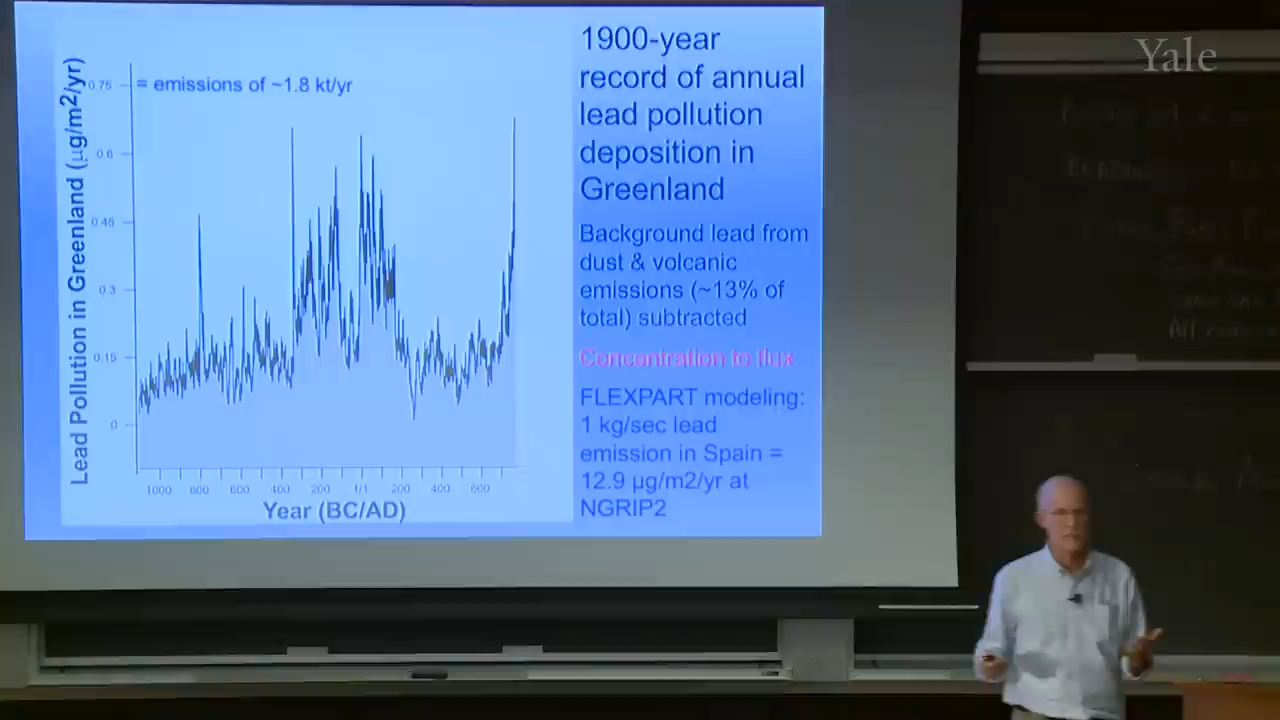 Lead Pollution in Greenland (µg/m2/yr)
0.75
= emissions of ~1.8 kt/yr
0.6
0.45
0.3
0.15
0
1000 800 600 400 200 1/1 200 400 600
Year (BC/AD)
1900-year
record of annual
lead pollution
deposition in
Greenland
Background lead from
dust & volcanic
emissions (~13% of
total) subtracted
Concentration to flux
FLEXPART modeling:
1 kg/sec lead
emission in Spain =
12.9 µg/m2/yr at
NGRIP2
Yale